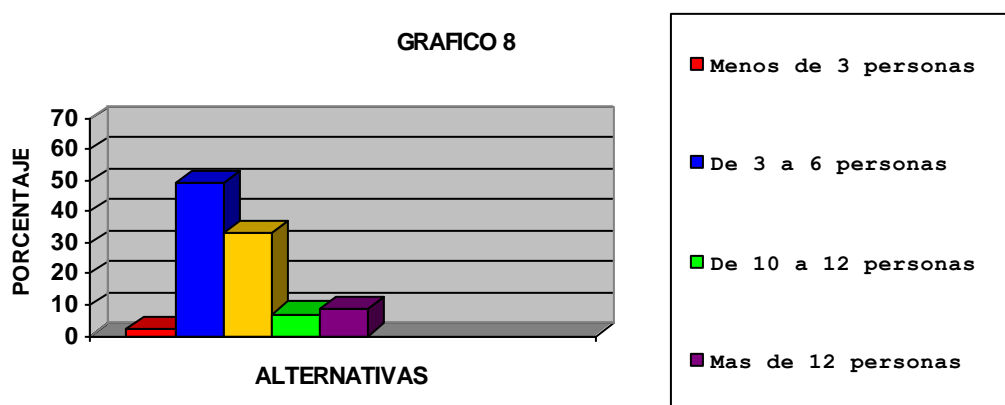 GRAFICO 8
PORCENTAJE
70
60
50
40
30
20
10
0
ALTERNATIVAS
Menos de 3 personas
De 3 a 6 personas
De 10 a 12 personas
Mas de 12 personas